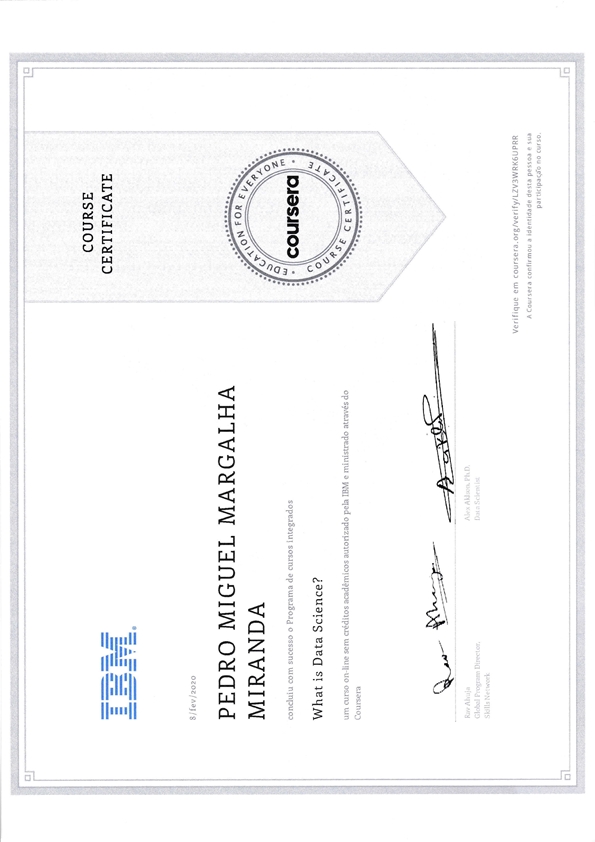 IBM
8/fev/2020
PEDRO MIGUEL MARGALHA
MIRANDA
concluiu com sucesso o Programa de cursos integrados
What is Data Science?
um curso on-line sem créditos acadêmicos autorizado pela IBM e ministrado através do
Coursera
Rav Ahuja
Global Program Director,
Skills Network
Alex Aklson, Ph.D.
Data Scientist
COURSE
CERTIFICATE
EDUCATION FOR EVERYONE
coursera
COURSE CERTIFICATE
Verifique em coursera.org/verify/LZV3WRK6UPRR
A Coursera confirmou a identidade desta pessoa e sua
participação no curso.